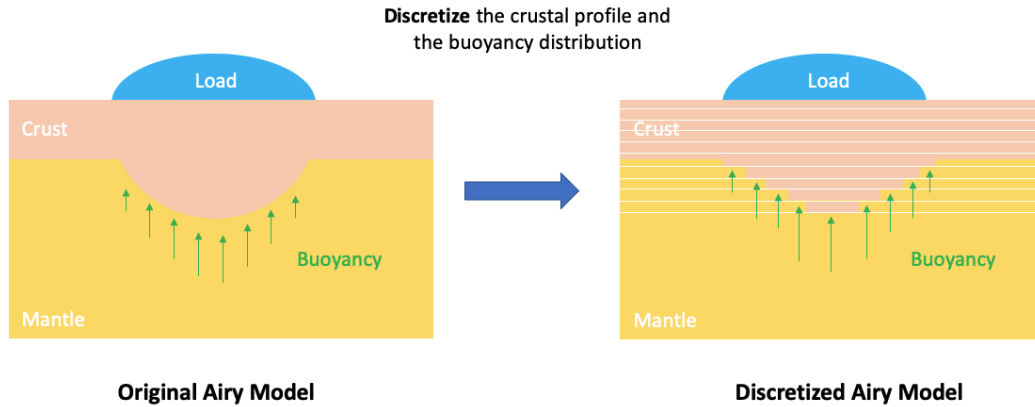 Discretize the crustal profile and
the buoyancy distribution
Load
Crust
Buoyancy
Mantle
Original Airy Model
Load
Crust
Buoyancy
Mantle
Discretized Airy Model